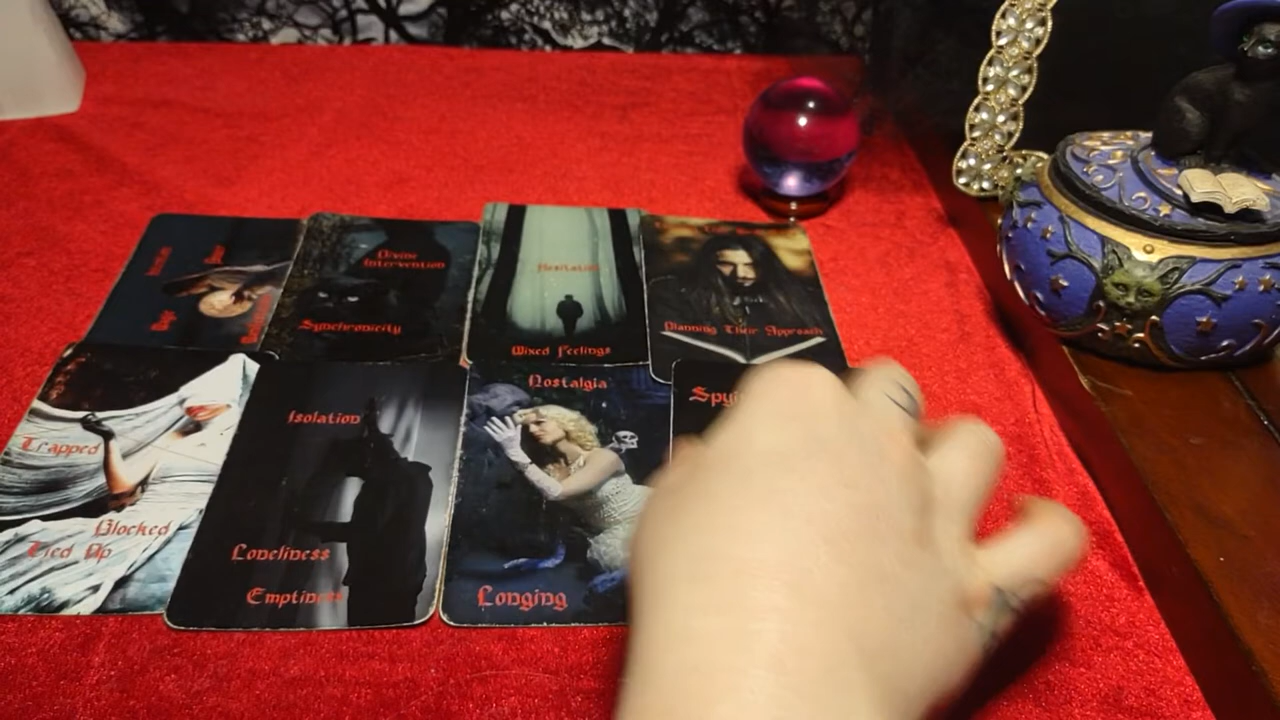 Divine
Intervention
Synchronicity
Hesitation
Mixed Feelings
Planning Their Approach
Trapped
Blocked
Tied Up
Isolation
Loneliness
Emptiness
Nostalgia
Longing